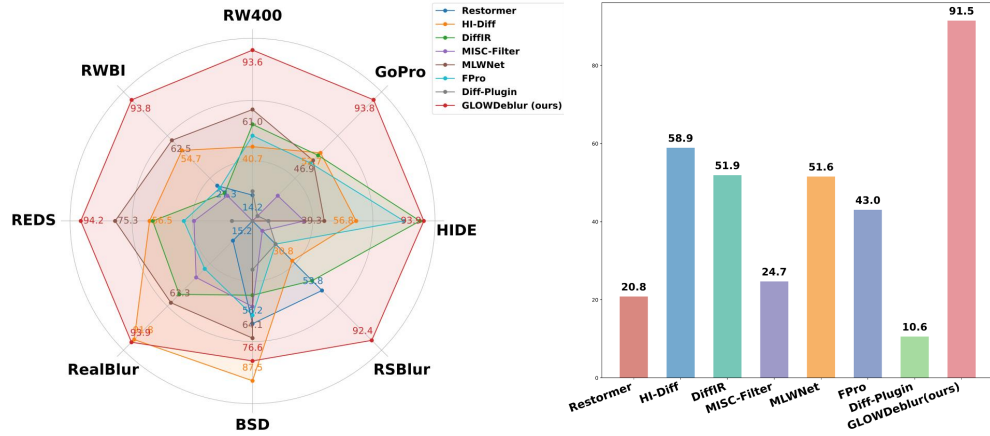 RW400
GoPro
HIDE
RSBlur
BSD
RealBlur
REDS
RWBI
93.6
93.8
93.9
92.4
76.6
93.9
94.2
93.8
61.0
40.7
14.2
46.9
39.3
56.8
38.8
53.8
56.2
64.1
87.5
63.3
75.3
56.5
62.5
54.7
15.2
Restormer
HI-Diff
DiffIR
MISC-Filter
MLWNet
FPro
Diff-Plugin
GLOWDeblur (ours)
80
60
40
20
0
20.8
58.9
51.9
24.7
51.6
43.0
10.6
91.5
Restormer
HI-Diff
DiffIR
MISC-Filter
MLWNet
FPro
Diff-Plugin
GLOWDeblur(ours)